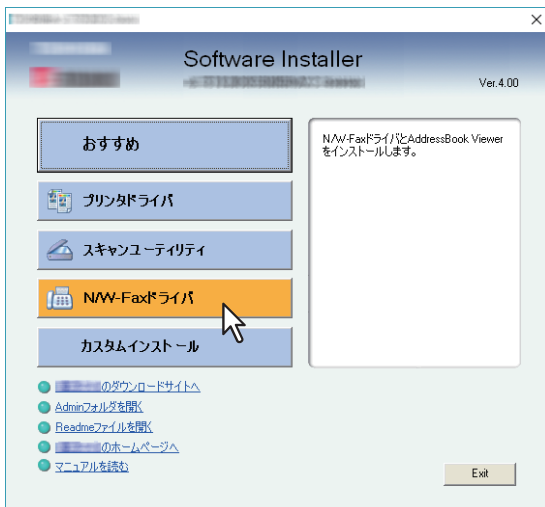 Software Installer
Ver.4.00
おすすめ
プリンタドライバ
スキャンユーティリティ
N/W-Faxドライバ
カスタムインストール
N/W-FaxドライバとAddressBook Viewer
をインストールします。
のダウンロードサイトへ
Adminフォルダを開く
Readmeファイルを開く
のホームページへ
マニュアルを読む
Exit